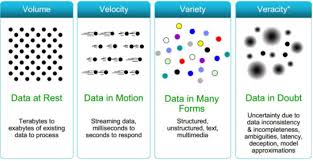 Volume
Data at Rest
Terabytes to
exabytes of existing
data to process
Velocity
Data in Motion
Streaming data,
milliseconds to
seconds to respond
Variety
Data in Many
Forms
Structured,
unstructured, text,
multimedia
Veracity*
Data in Doubt
Uncertainty due to
data inconsistency
& incompleteness,
ambiguities, latency,
deception, model
approximations